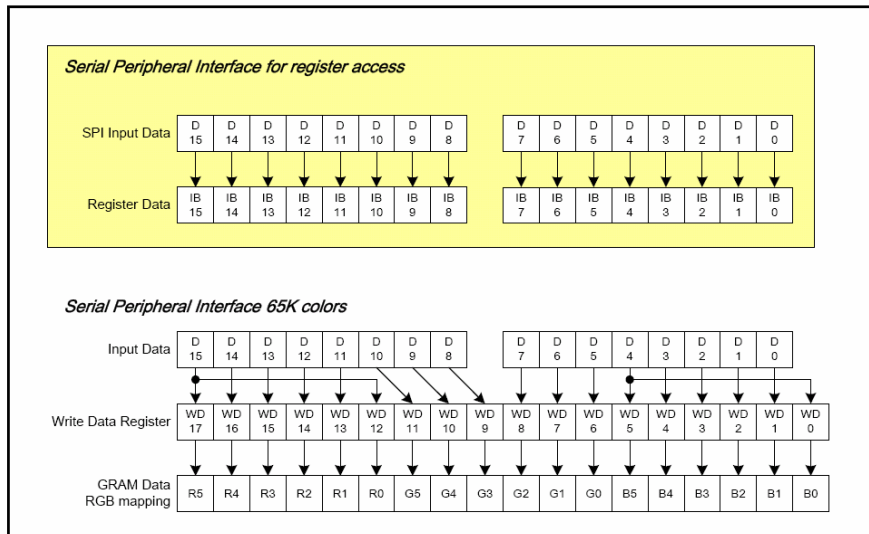 Serial Peripheral Interface for register access
SPI Input Data D 15 D 14 D 13 D 12 D 11 D 10 D 9 D 8 D 7 D 6 D 5 D 4 D 3 D 2 D 1 D 0
Register Data IB 15 IB 14 IB 13 IB 12 IB 11 IB 10 IB 9 IB 8 IB 7 IB 6 IB 5 IB 4 IB 3 IB 2 IB 1 IB 0
Serial Peripheral Interface 65K colors
Input Data D 15 D 14 D 13 D 12 D 11 D 10 D 9 D 8 D 7 D 6 D 5 D 4 D 3 D 2 D 1 D 0
Write Data Register WD 17 WD 16 WD 15 WD 14 WD 13 WD 12 WD 11 WD 10 WD 9 WD 8 WD 7 WD 6 WD 5 WD 4 WD 3 WD 2 WD 1 WD 0
GRAM Data
RGB mapping R5 R4 R3 R2 R1 R0 G5 G4 G3 G2 G1 G0 B5 B4 B3 B2 B1 B0